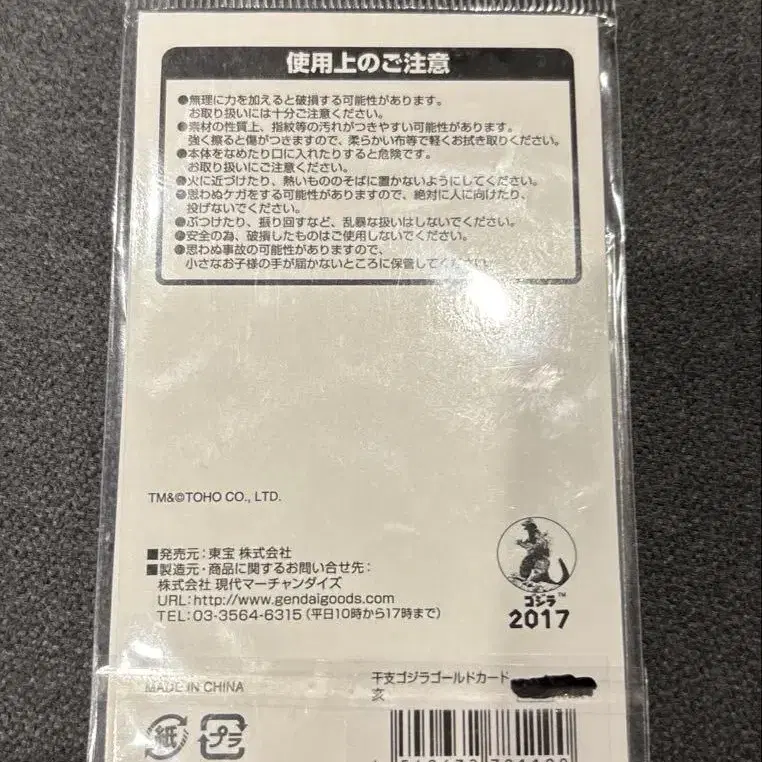 使用上のご注意
●無理に力を加えると破損する可能性があります。
お取り扱いには十分ご注意ください。
●素材の性質上、指紋等の汚れがつきやすい可能性があります。
強く擦ると傷がつきますので、柔らかい布等で軽くお拭き取りください。
●本体をなめたり口に入れたりすると危険です。
お取り扱いにご注意ください。
●火に近づけたり、熱いもののそばに置かないようにしてください。
●思わぬケガをする可能性がありますので、絶対に人に向けたり、
投げないでください。
●ぶつけたり、振り回すなど、乱暴な扱いはしないでください。
●安全の為、破損したものはご使用しないでください。
●思わぬ事故の可能性がありますので、
小さなお子様の手が届かないところに保管してください。
TM&©TOHO CO., LTD.
■発売元：東宝 株式会社
■製造元・商品に関するお問い合せ先：
株式会社 現代マーチャンダイズ
URL：http://www.gendaigoods.com
TEL：03-3564-6315（平日10時から17時まで）
ゴジラ™
2017
MADE IN CHINA
干支ゴジラゴールドカード
亥
紙
プラ